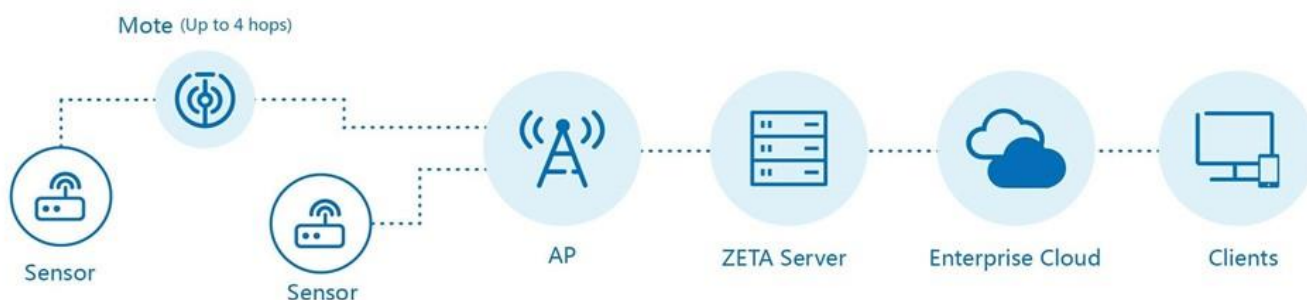 Mote (Up to 4 hops)
Sensor
Sensor
AP
ZETA Server
Enterprise Cloud
Clients